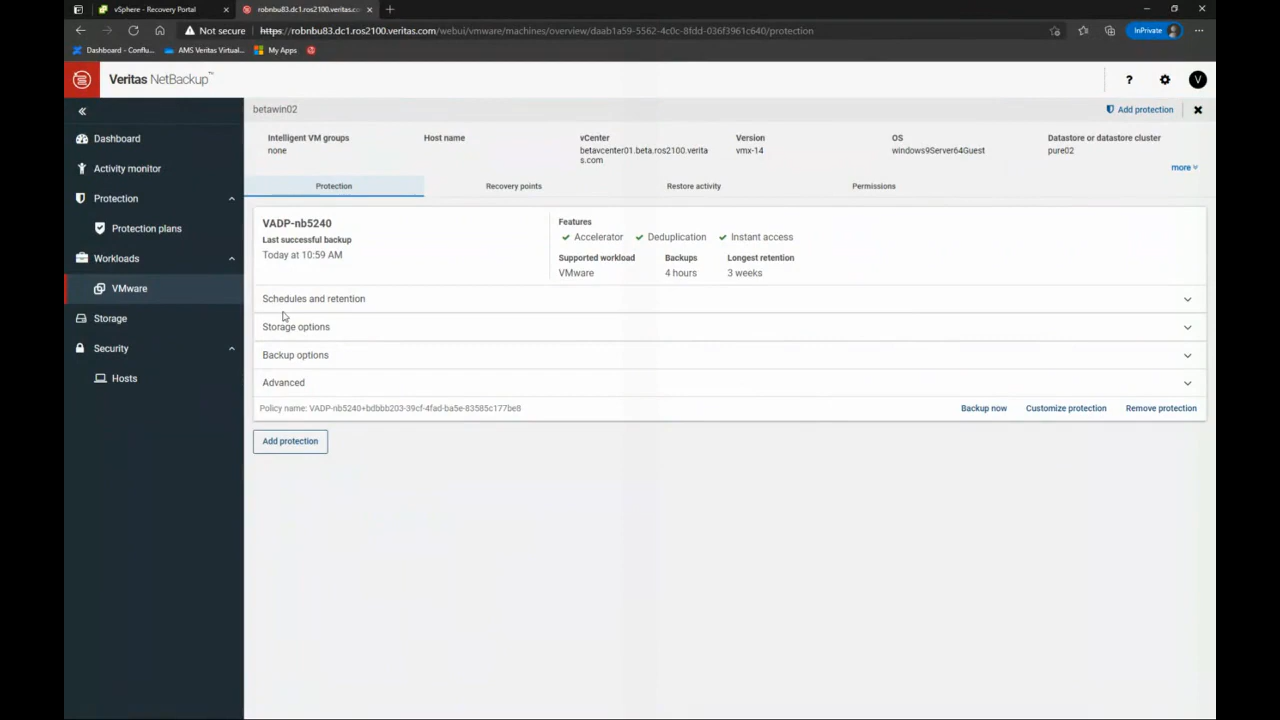 vSphere - Recovery Portal
robnbu83.dc1.ros2100.veritas.co...
Not secure
https://robnbu83.dc1.ros2100.veritas.com/webui/vmware/machines/overview/daab1a59-5562-4c0c-8fdd-036f3961c640/protection
InPrivate
Dashboard - Conflu...
AMS Veritas Virtual...
My Apps
Veritas NetBackup™
?
V
betawin02
Add protection
Dashboard
Activity monitor
Protection
Protection plans
Workloads
VMware
Storage
Security
Hosts
Intelligent VM groups
none
Host name
vCenter
betavcenter01.beta.ros2100.verita
s.com
Version
vmx-14
OS
windows9Server64Guest
Datastore or datastore cluster
pure02
more
Protection
Recovery points
Restore activity
Permissions
VADP-nb5240
Last successful backup
Today at 10:59 AM
Features
Accelerator
Deduplication
Instant access
Supported workload
VMware
Backups
4 hours
Longest retention
3 weeks
Schedules and retention
Storage options
Backup options
Advanced
Policy name: VADP-nb5240+bdbbb203-39cf-4fad-ba5e-83585c177be8
Backup now
Customize protection
Remove protection
Add protection